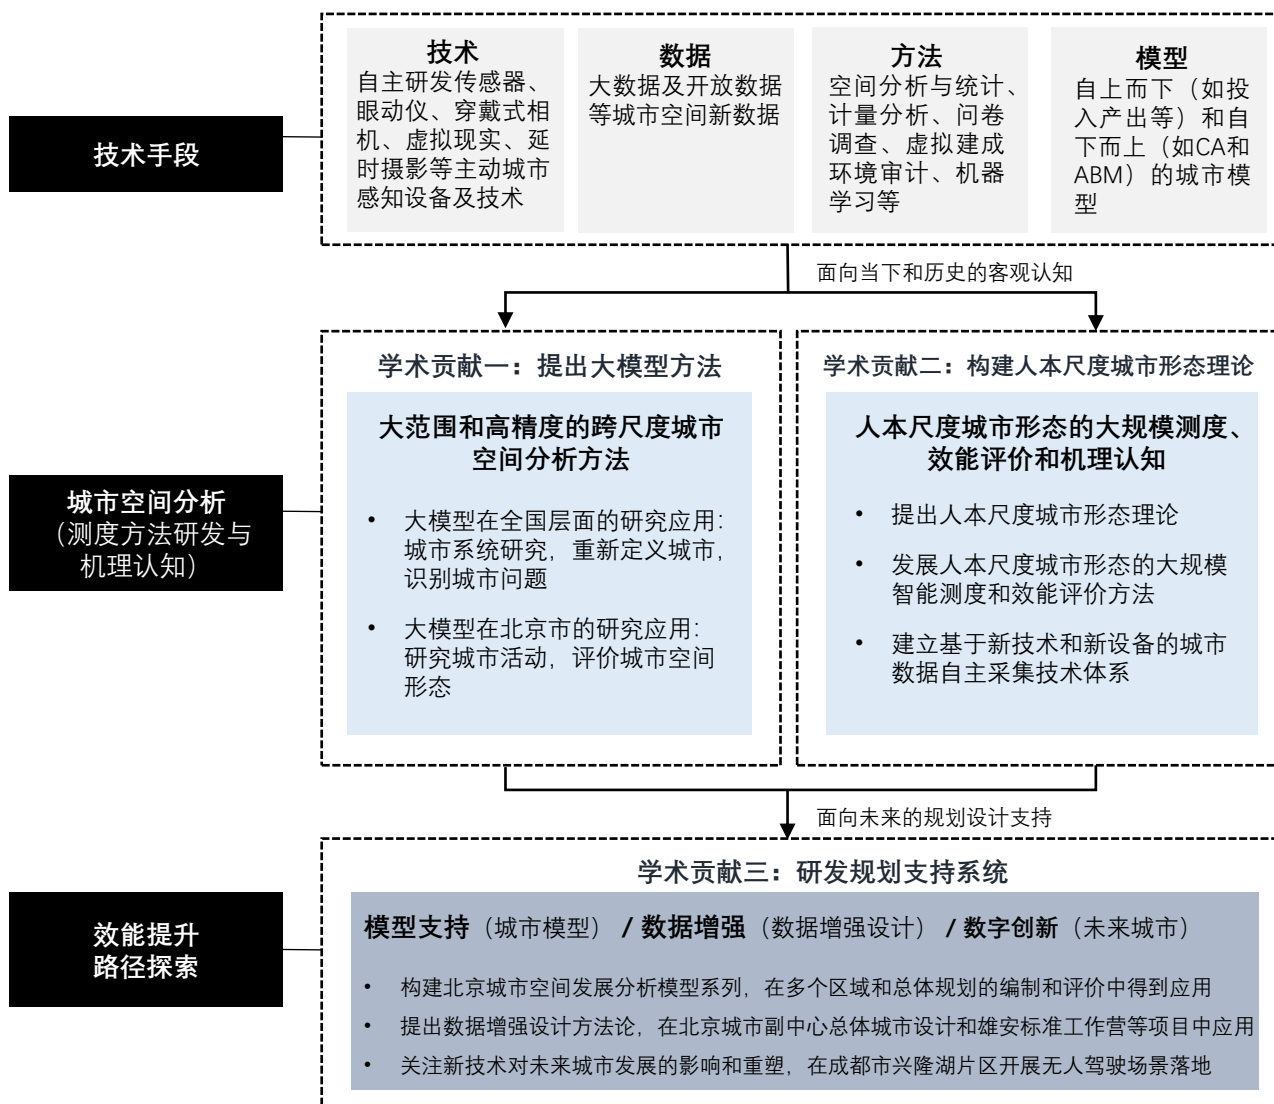 技术手段
技术
自主研发传感器、
眼动仪、穿戴式相
机、虚拟现实、延
时摄影等主动城市
感知设备及技术
数据
大数据及开放数据
等城市空间新数据
方法
空间分析与统计、
计量分析、问卷
调查、虚拟建成
环境审计、机器
学习等
模型
自上而下（如投
入产出等）和自
下而上（如CA和
ABM）的城市模
型
面向当下和历史的客观认知
城市空间分析
（测度方法研发与
机理认知）
学术贡献一：提出大模型方法
大范围和高精度的跨尺度城市
空间分析方法
• 大模型在全国层面的研究应用：
城市系统研究，重新定义城市，
识别城市问题
• 大模型在北京市的研究应用：
研究城市活动，评价城市空间
形态
学术贡献二：构建人本尺度城市形态理论
人本尺度城市形态的大规模测度、
效能评价和机理认知
• 提出人本尺度城市形态理论
• 发展人本尺度城市形态的大规模
智能测度和效能评价方法
• 建立基于新技术和新设备的城市
数据自主采集技术体系
面向未来的规划设计支持
效能提升
路径探索
学术贡献三：研发规划支持系统
模型支持（城市模型）/ 数据增强（数据增强设计）/ 数字创新（未来城市）
• 构建北京城市空间发展分析模型系列，在多个区域和总体规划的编制和评价中得到应用
• 提出数据增强设计方法论，在北京城市副中心总体城市设计和雄安标准工作营等项目中应用
• 关注新技术对未来城市发展的影响和重塑，在成都市兴隆湖片区开展无人驾驶场景落地